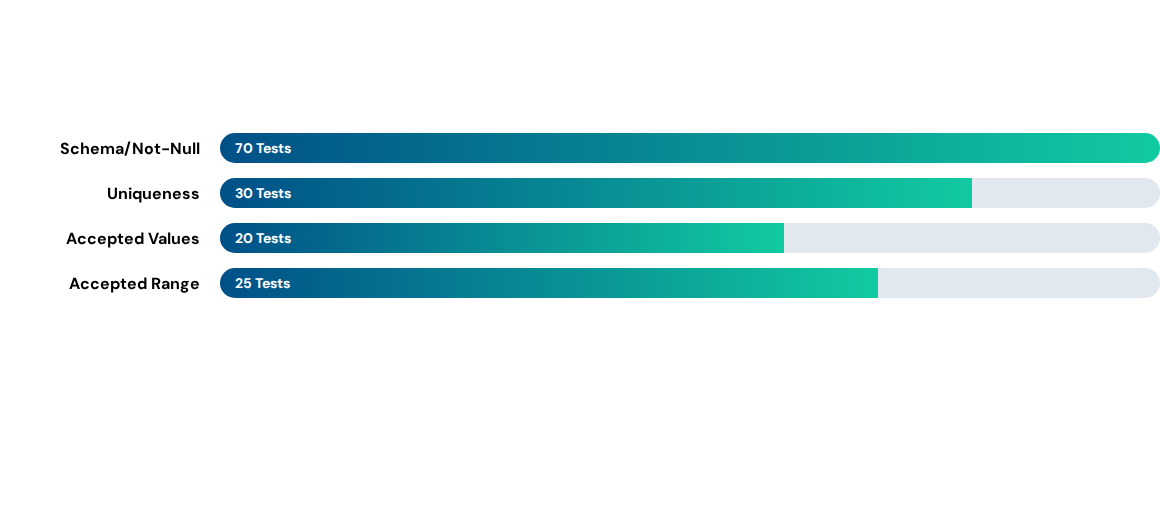 Schema/Not-Null 70 Tests
Uniqueness 30 Tests
Accepted Values 20 Tests
Accepted Range 25 Tests